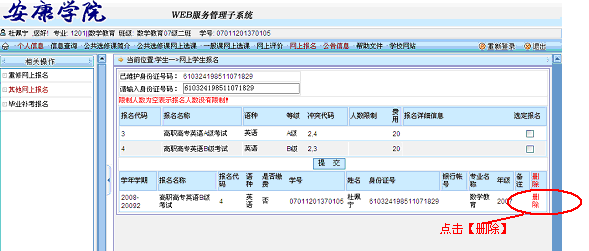 安康学院 WEB服务管理子系统
杜佩宁 ,您好! 专业: 1201|数学教育 班级: 数学教育07级二班 学号: 07011201370105
个人信息 信息查询 公共选修课简介 公共选修课网上选课 一般课网上选课 网上评价 网上报名 公告信息 帮助文件 学校网站 重新登录 退出
相关操作
重修网上报名
其他网上报名
毕业补考报名
当前位置:学生-->网上学生报名
已维护身份证号码: 610324198511071829
请输入身份证号码: 610324198511071829
限制人数为空表示报名人数没有限制!!
报名代码 报名名称 语种 等级 冲突代码 人数限制 费用 报名详细信息 选定报名
3 高职高专英语A级考试 英语 A级 2,4 20
4 高职高专英语B级考试 英语 B级 2,3 20
提 交
学年学期 报名名称 报名代码 语种 是否缴费 学号 姓名 身份证号 银行帐号 专业名称 年级 备注 删除
2008-20092 高职高专英语B级考试 4 英语 否 07011201370105 杜佩宁 610324198511071829 数学教育 2007 删除
点击【删除】